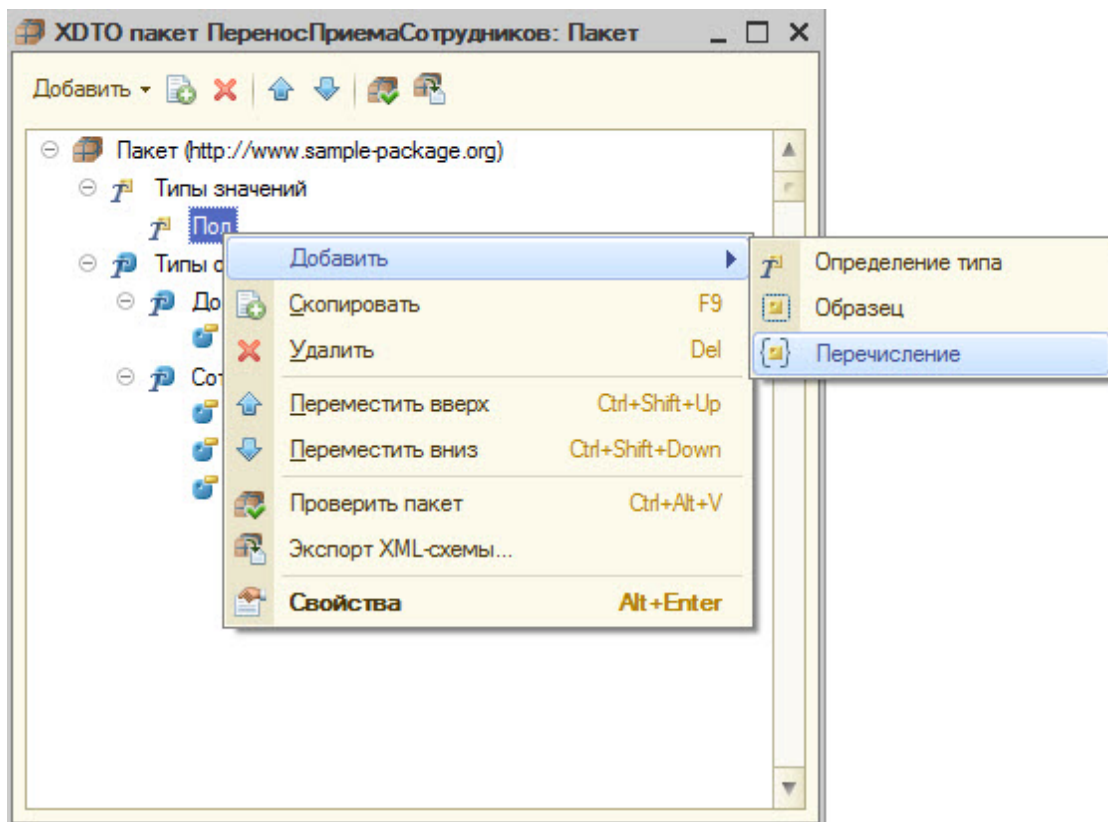 XDTO пакет ПереносПриемаСотрудников: Пакет
Добавить
Пакет (http://www.sample-package.org)
Типы значений
Пол
Типы о
До
Сот
Добавить
Скопировать F9
Удалить Del
Переместить вверх Ctrl+Shift+Up
Переместить вниз Ctrl+Shift+Down
Проверить пакет Ctrl+Alt+V
Экспорт XML-схемы...
Свойства Alt+Enter
Определение типа
Образец
Перечисление